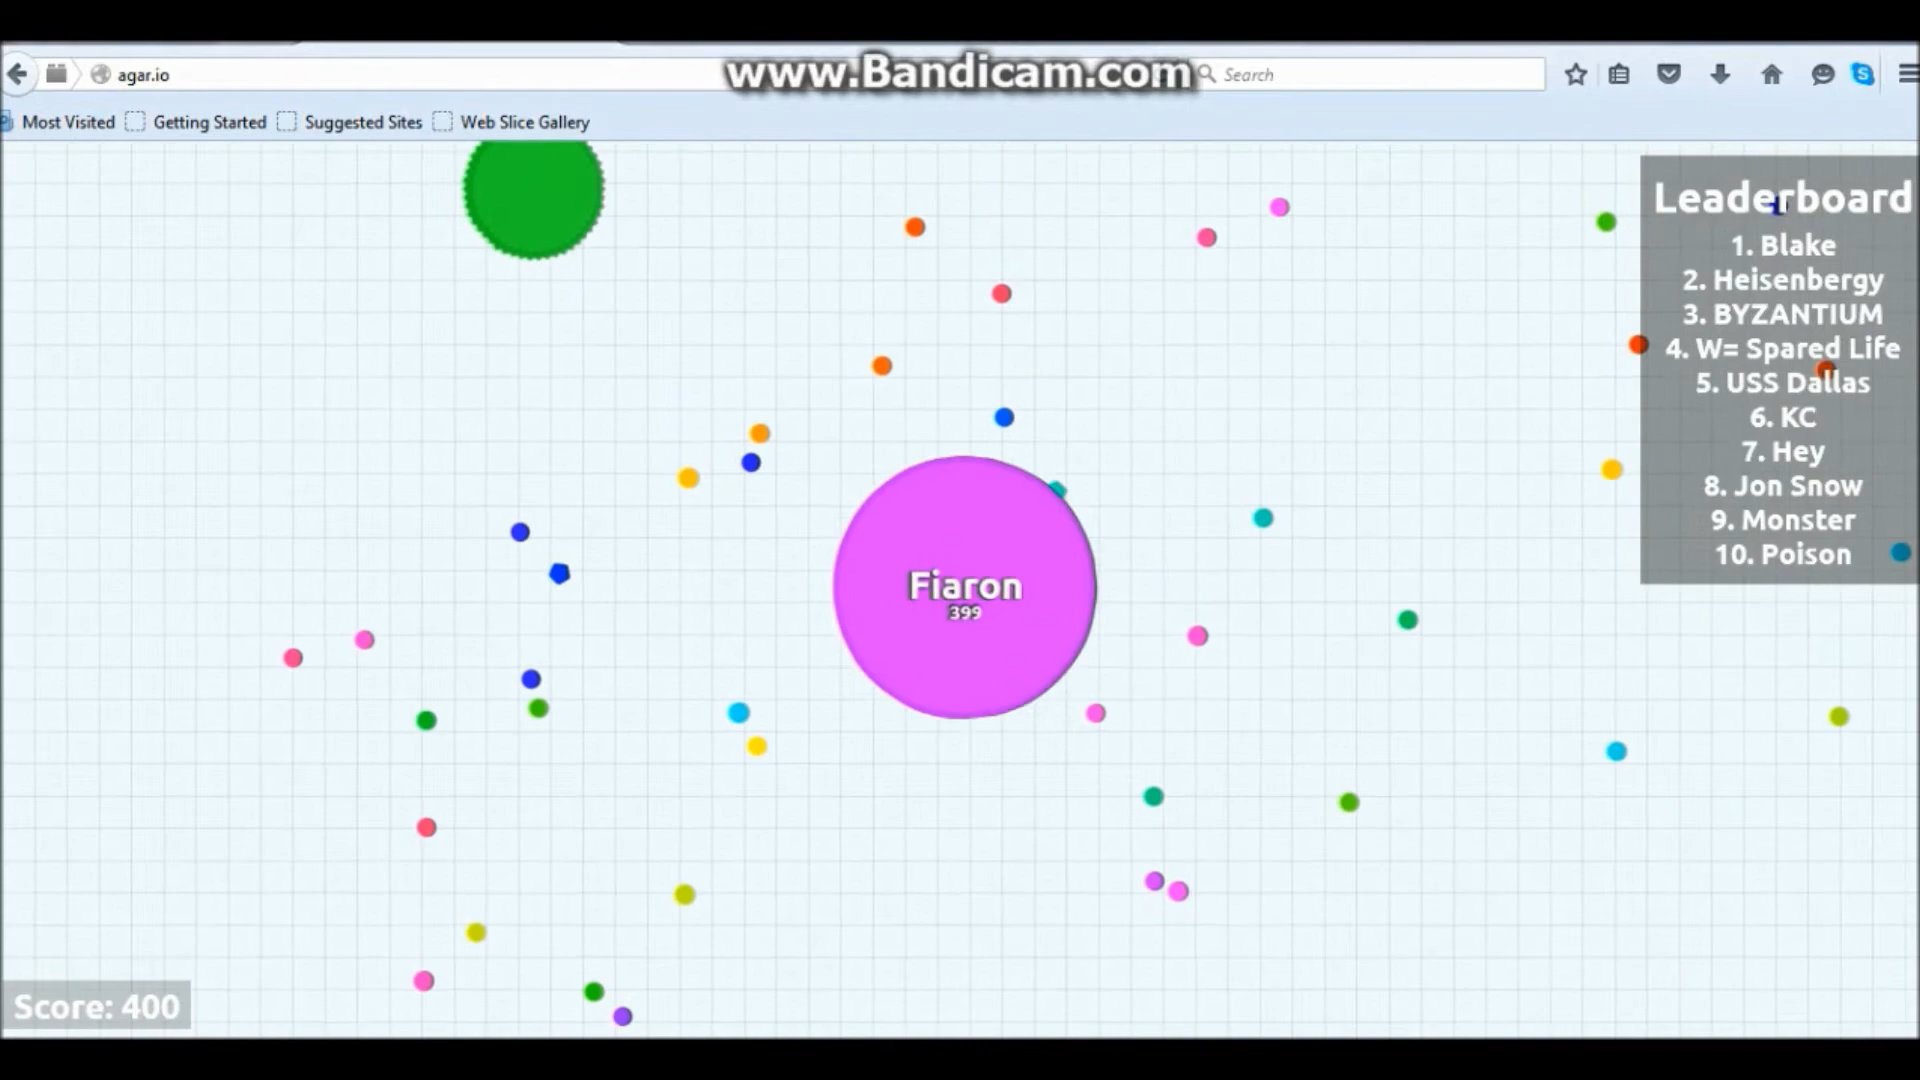 www.Bandicam.com
agar.io
Search
Most Visited
Getting Started
Suggested Sites
Web Slice Gallery
Leaderboard
1. Blake
2. Heisenbergy
3. BYZANTIUM
4. W= Spared Life
5. USS Dallas
6. KC
7. Hey
8. Jon Snow
9. Monster
10. Poison
Fiaron
399
Score: 400